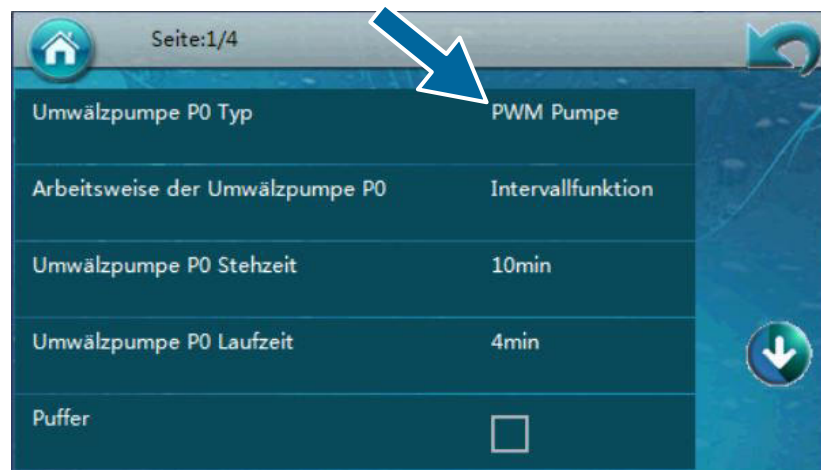 Seite:1/4
Umwälzpumpe P0 Typ PWM Pumpe
Arbeitsweise der Umwälzpumpe P0 Intervallfunktion
Umwälzpumpe P0 Stehzeit 10min
Umwälzpumpe P0 Laufzeit 4min
Puffer